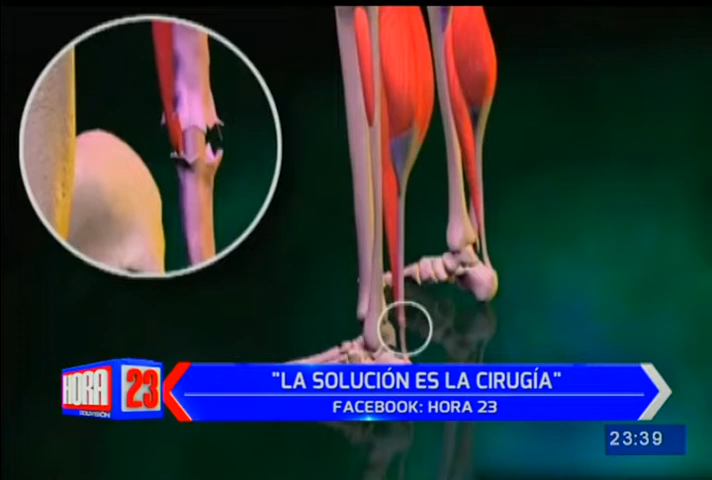 "LA SOLUCIÓN ES LA CIRUGÍA"
FACEBOOK: HORA 23
HORA 23
23:39